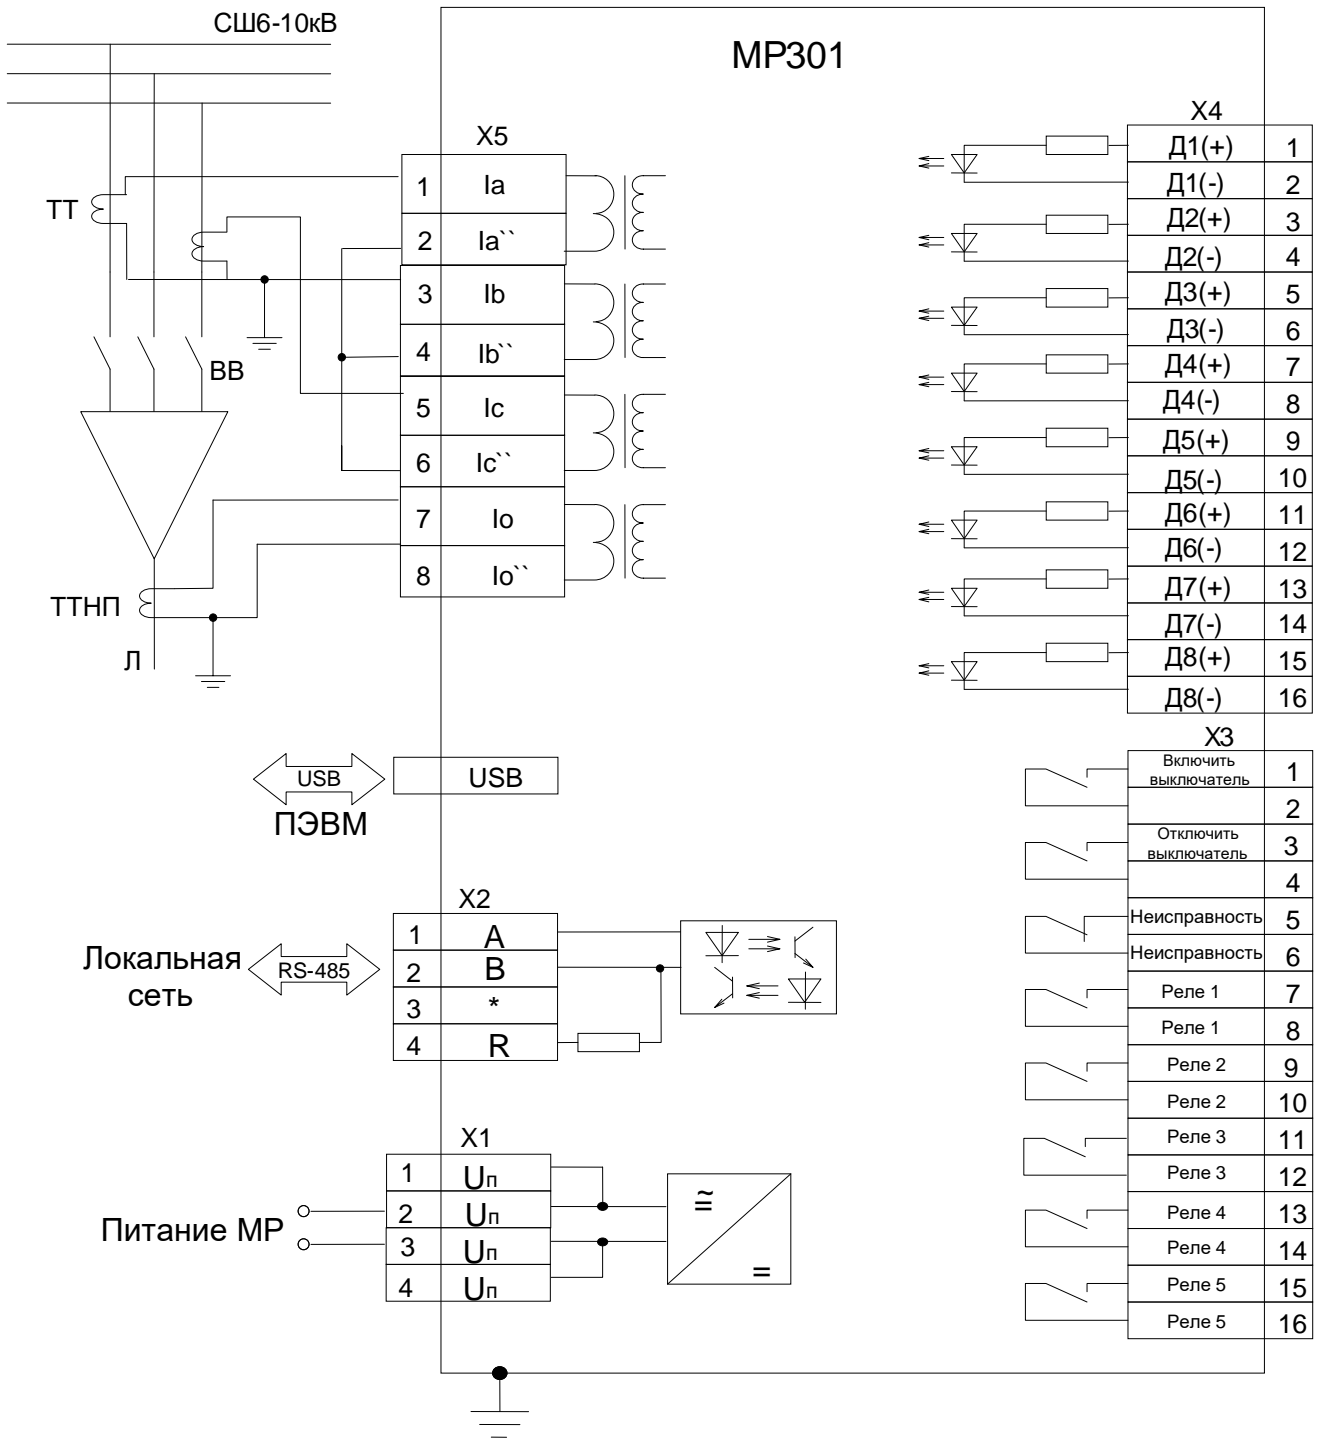 СШ6-10кВ
МР301
ТТ
ВВ
ТТНП
Л
X5
1 Ia
2 Ia``
3 Ib
4 Ib``
5 Ic
6 Ic``
7 Io
8 Io``
X4
Д1(+) 1
Д1(-) 2
Д2(+) 3
Д2(-) 4
Д3(+) 5
Д3(-) 6
Д4(+) 7
Д4(-) 8
Д5(+) 9
Д5(-) 10
Д6(+) 11
Д6(-) 12
Д7(+) 13
Д7(-) 14
Д8(+) 15
Д8(-) 16
USB
ПЭВМ
USB
X3
Включить
выключатель 1
2
Отключить
выключатель 3
4
Неисправность 5
Неисправность 6
Реле 1 7
Реле 1 8
Реле 2 9
Реле 2 10
Реле 3 11
Реле 3 12
Реле 4 13
Реле 4 14
Реле 5 15
Реле 5 16
Локальная
сеть
RS-485
X2
1 A
2 B
3 *
4 R
Питание МР
X1
1 Uп
2 Uп
3 Uп
4 Uп